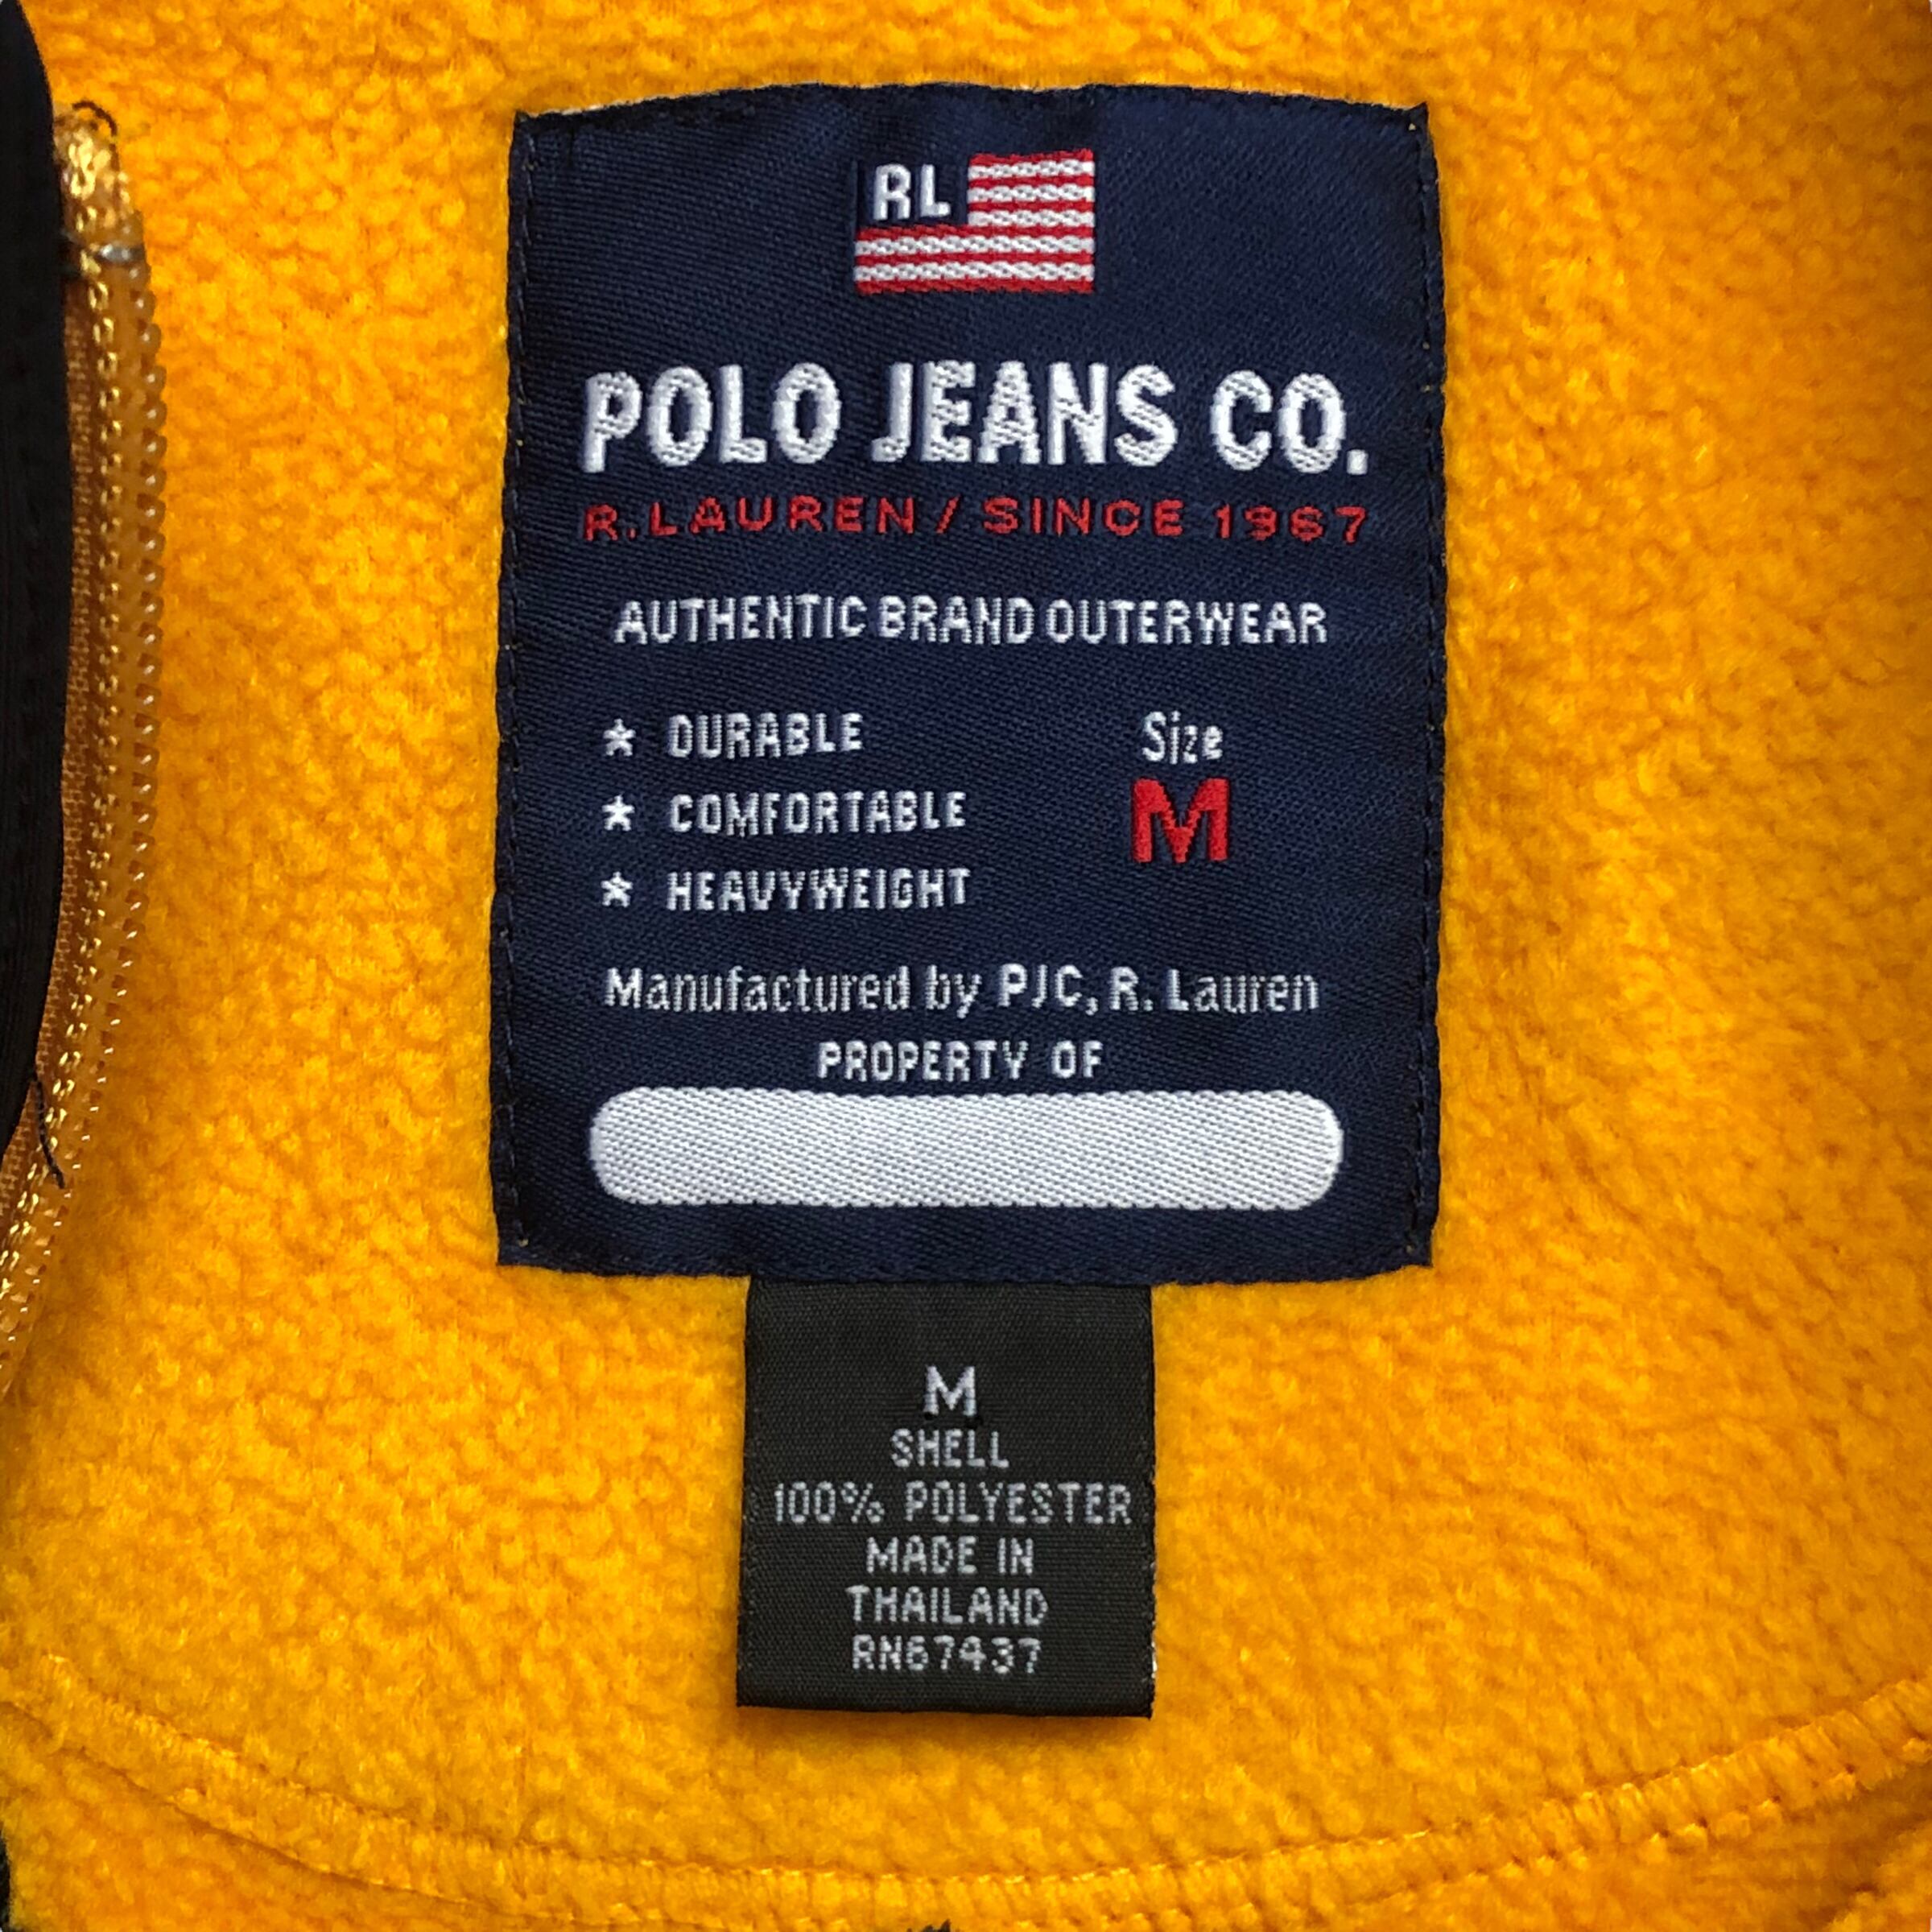 RL
POLO JEANS CO.
R.LAUREN / SINCE 1967
AUTHENTIC BRAND OUTERWEAR
★ DURABLE
★ COMFORTABLE
★ HEAVYWEIGHT
Size
M
Manufactured by PJC, R. Lauren
PROPERTY OF
M
SHELL
100% POLYESTER
MADE IN
THAILAND
RN67437